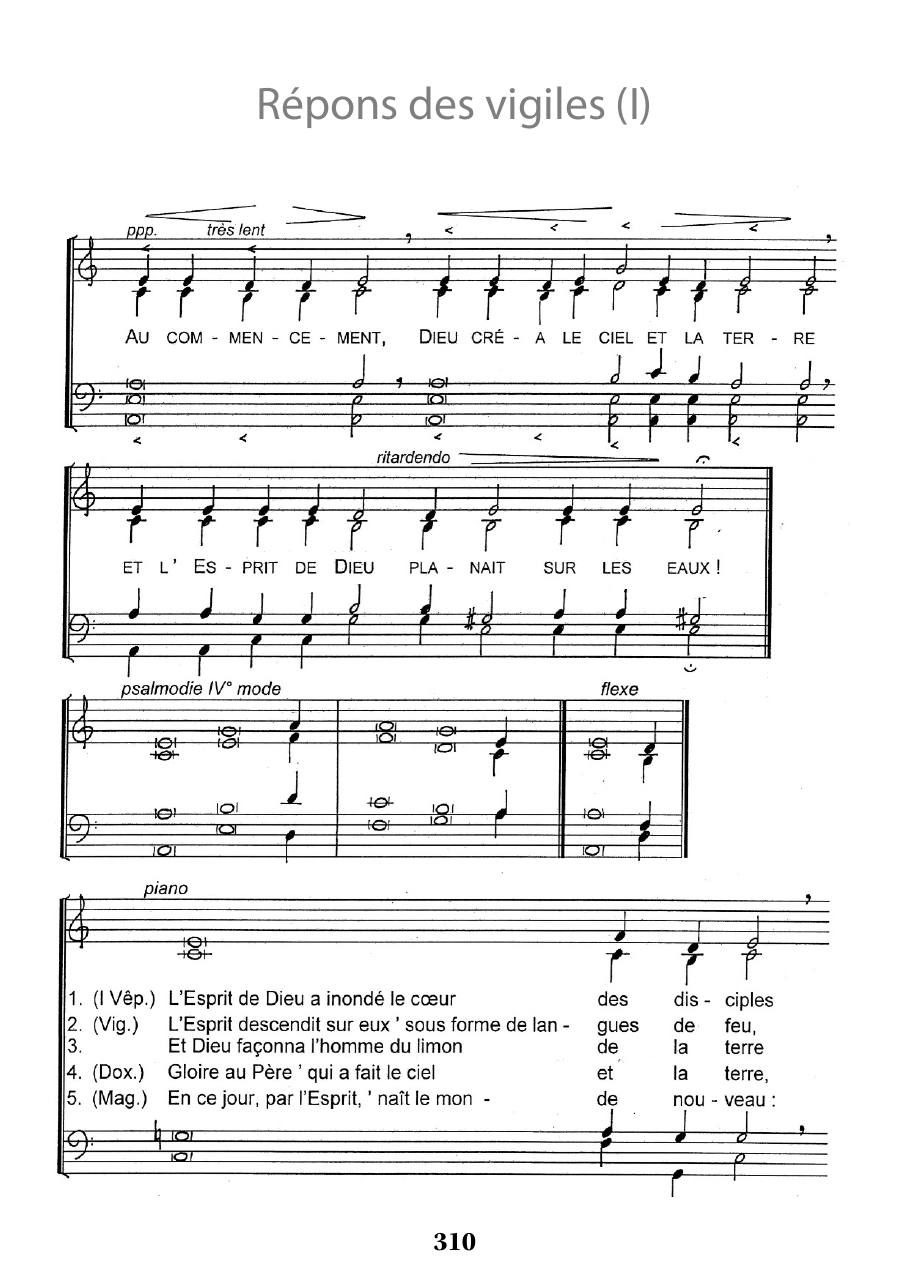 Répons des vigiles (I)
ppp. très lent
AU COM - MEN - CE - MENT, DIEU CRÉ - A LE CIEL ET LA TER - RE
ritardendo
ET L' ES - PRIT DE DIEU PLA - NAIT SUR LES EAUX !
psalmodie IV° mode flexe
piano
1. (I Vêp.) L'Esprit de Dieu a inondé le cœur des dis - ciples
2. (Vig.) L'Esprit descendit sur eux ' sous forme de lan - gues de feu,
3. Et Dieu façonna l'homme du limon de la terre
4. (Dox.) Gloire au Père ' qui a fait le ciel et la terre,
5. (Mag.) En ce jour, par l'Esprit, ' naît le mon - de nou - veau :
310